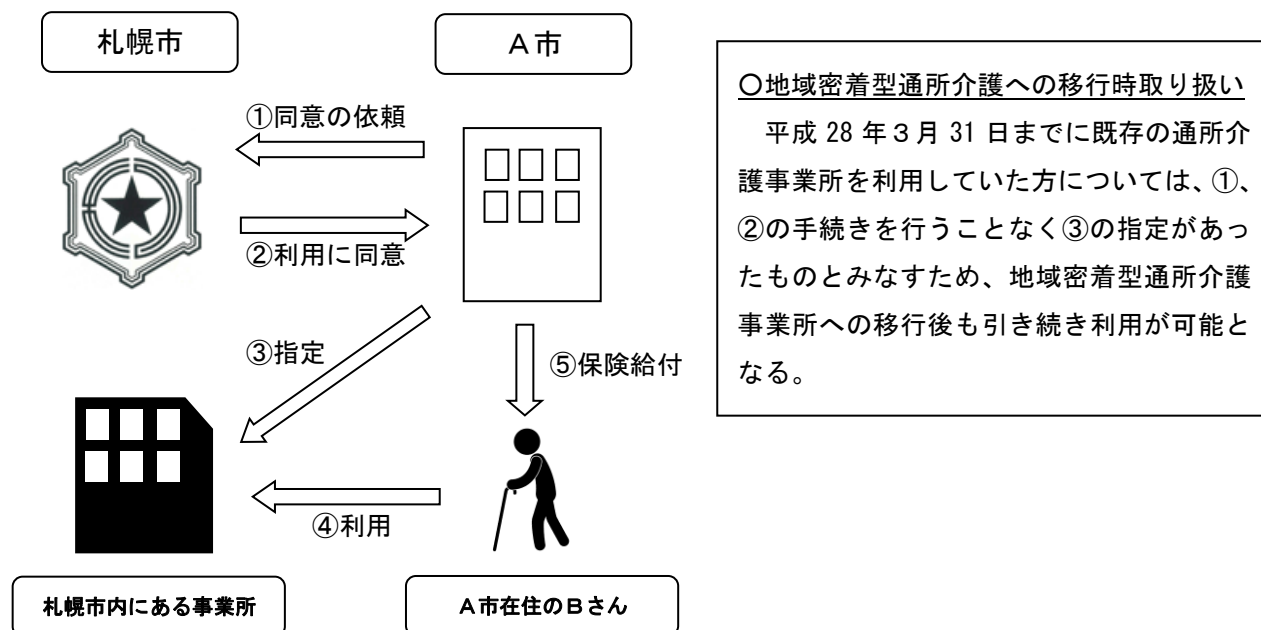 札幌市
A市
①同意の依頼
②利用に同意
③指定
⑤保険給付
④利用
札幌市内にある事業所
A市在住のBさん
〇地域密着型通所介護への移行時取り扱い
平成 28 年３月 31 日までに既存の通所介
護事業所を利用していた方については、①、
②の手続きを行うことなく③の指定があっ
たものとみなすため、地域密着型通所介護
事業所への移行後も引き続き利用が可能と
なる。